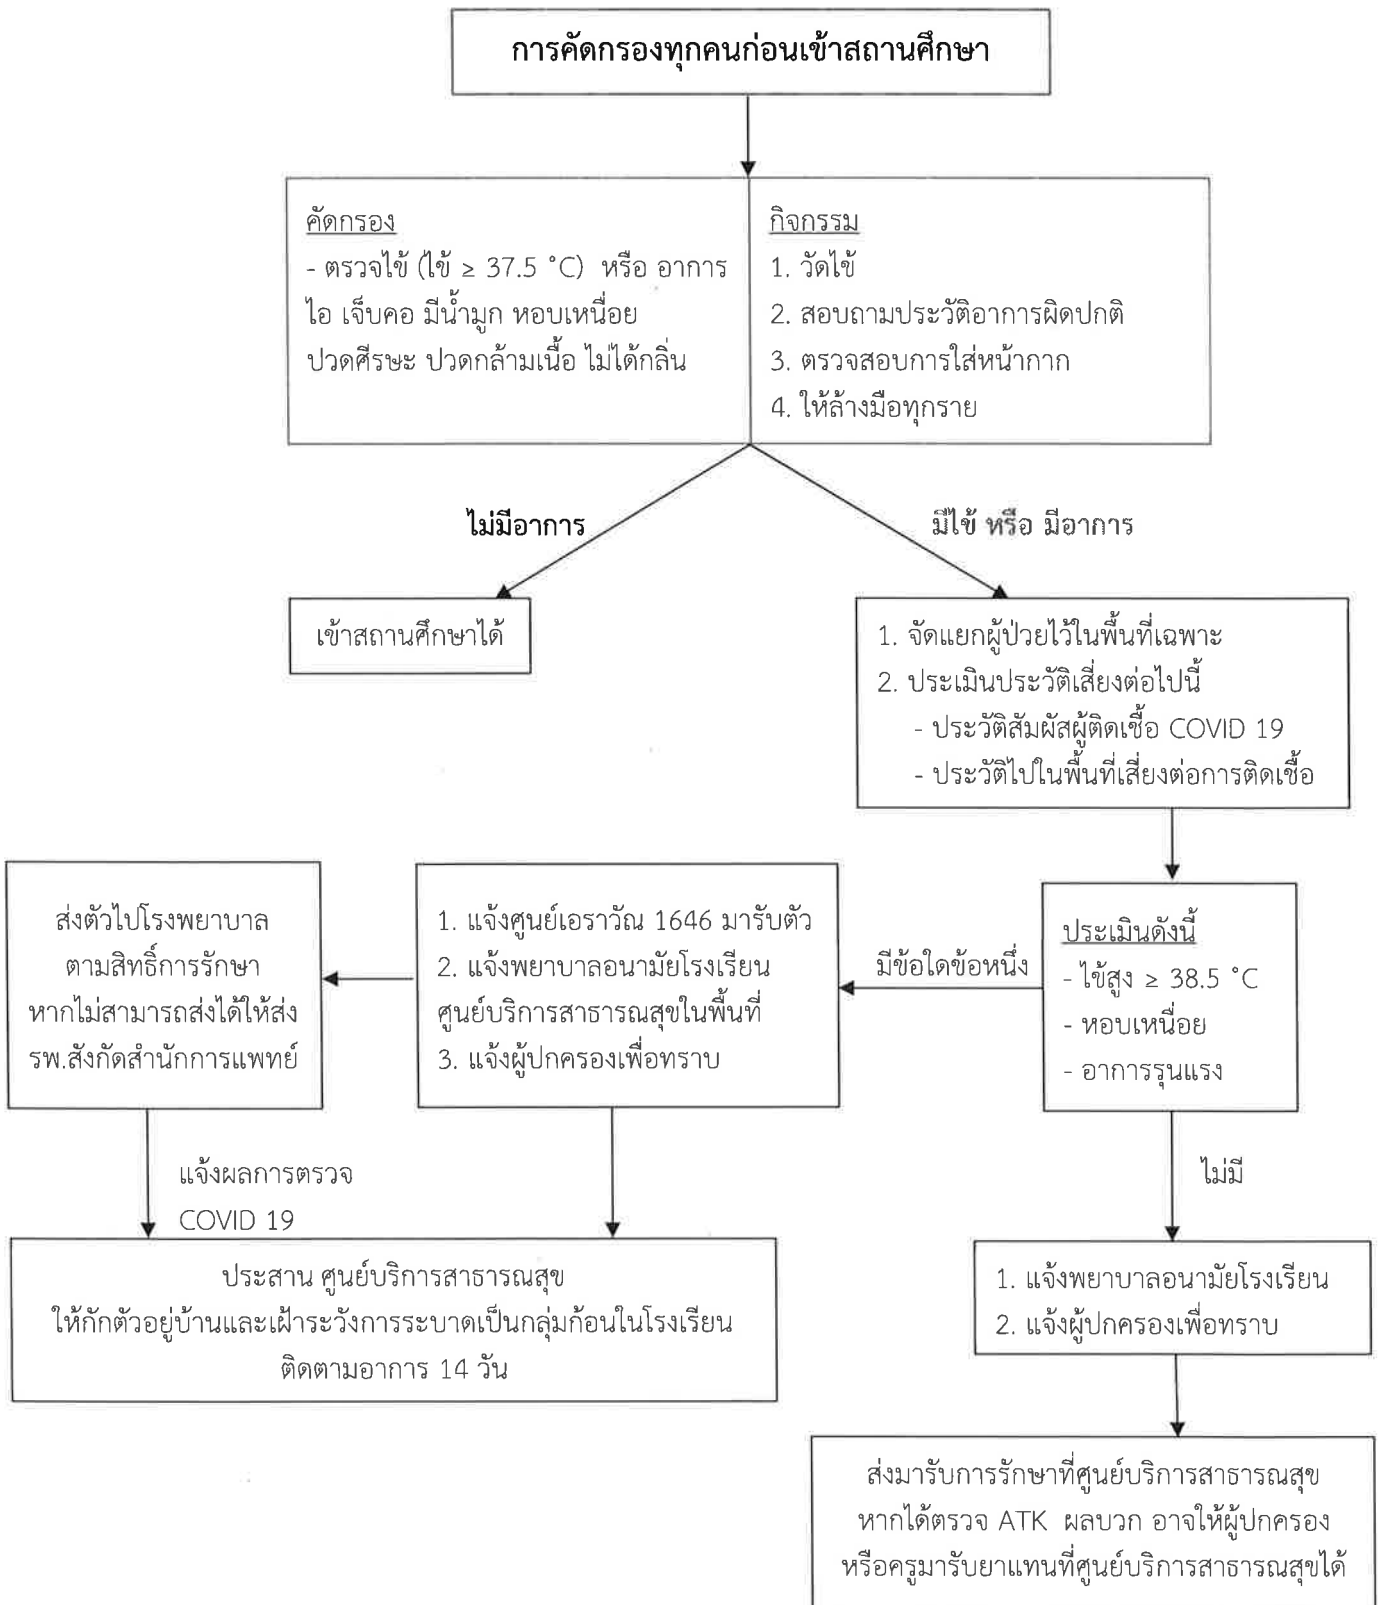 การคัดกรองทุกคนก่อนเข้าสถานศึกษา
คัดกรอง
- ตรวจไข้ (ไข้ ≥ 37.5 °C) หรือ อาการ
ไอ เจ็บคอ มีน้ำมูก หอบเหนื่อย
ปวดศีรษะ ปวดกล้ามเนื้อ ไม่ได้กลิ่น
กิจกรรม
1. วัดไข้
2. สอบถามประวัติอาการผิดปกติ
3. ตรวจสอบการใส่หน้ากาก
4. ให้ล้างมือทุกราย
ไม่มีอาการ
มีไข้ หรือ มีอาการ
เข้าสถานศึกษาได้
1. จัดแยกผู้ป่วยไว้ในพื้นที่เฉพาะ
2. ประเมินประวัติเสี่ยงต่อไปนี้
- ประวัติสัมผัสผู้ติดเชื้อ COVID 19
- ประวัติไปในพื้นที่เสี่ยงต่อการติดเชื้อ
ประเมินดังนี้
- ไข้สูง ≥ 38.5 °C
- หอบเหนื่อย
- อาการรุนแรง
มีข้อใดข้อหนึ่ง
1. แจ้งศูนย์เอราวัณ 1646 มารับตัว
2. แจ้งพยาบาลอนามัยโรงเรียน
ศูนย์บริการสาธารณสุขในพื้นที่
3. แจ้งผู้ปกครองเพื่อทราบ
ส่งตัวไปโรงพยาบาล
ตามสิทธิ์การรักษา
หากไม่สามารถส่งได้ให้ส่ง
รพ.สังกัดสำนักการแพทย์
แจ้งผลการตรวจ
COVID 19
ประสาน ศูนย์บริการสาธารณสุข
ให้กักตัวอยู่บ้านและเฝ้าระวังการระบาดเป็นกลุ่มก้อนในโรงเรียน
ติดตามอาการ 14 วัน
ไม่มี
1. แจ้งพยาบาลอนามัยโรงเรียน
2. แจ้งผู้ปกครองเพื่อทราบ
ส่งมารับการรักษาที่ศูนย์บริการสาธารณสุข
หากได้ตรวจ ATK ผลบวก อาจให้ผู้ปกครอง
หรือครูมารับยาแทนที่ศูนย์บริการสาธารณสุขได้